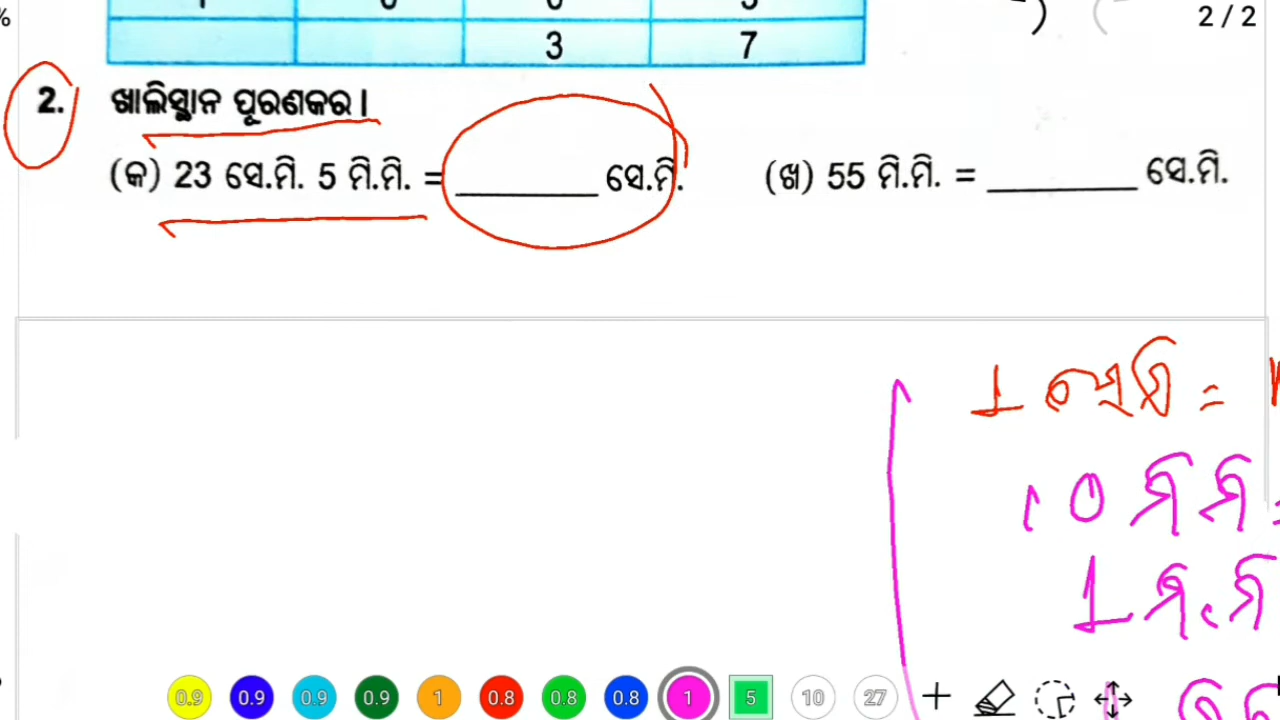 2 / 2
3 7
2. ଖାଲିସ୍ଥାନ ପୂରଣକର ।
(କ) 23 ସେ.ମି. 5 ମି.ମି. = ________ ସେ.ମି. (ଖ) 55 ମି.ମି. = ________ ସେ.ମି.
1 ସେମି =
10 ମିମି =
1 ମି.ମି
0.9 0.9 0.9 0.9 1 0.8 0.8 0.8 1 5 10 27